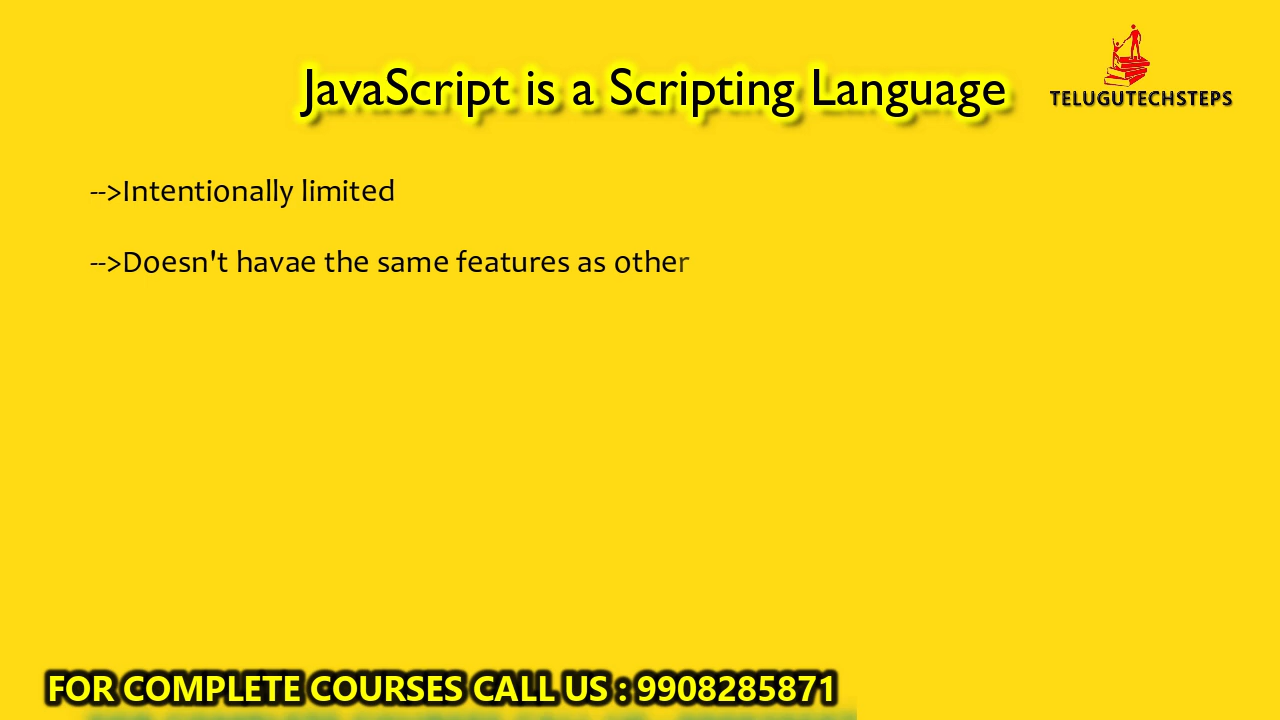 JavaScript is a Scripting Language
TELUGUTECHSTEPS
-->Intentionally limited
-->Doesn't havae the same features as other
FOR COMPLETE COURSES CALL US : 9908285871